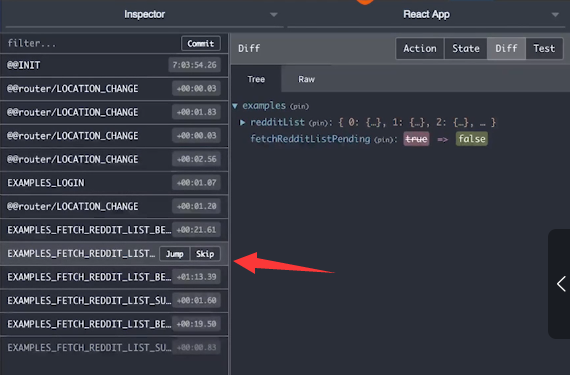 Inspector
React App
filter...
Commit
Diff
Action
State
Diff
Test
@@INIT
7:03:54.26
Tree
Raw
@@router/LOCATION_CHANGE
+00:00.03
@@router/LOCATION_CHANGE
+00:01.83
@@router/LOCATION_CHANGE
+00:00.03
@@router/LOCATION_CHANGE
+00:02.56
EXAMPLES_LOGIN
+00:01.07
@@router/LOCATION_CHANGE
+00:01.20
EXAMPLES_FETCH_REDDIT_LIST_BE…
+00:21.61
EXAMPLES_FETCH_REDDIT_LIST…
Jump
Skip
EXAMPLES_FETCH_REDDIT_LIST_BE…
+01:13.39
EXAMPLES_FETCH_REDDIT_LIST_SU…
+00:01.60
EXAMPLES_FETCH_REDDIT_LIST_BE…
+00:19.50
EXAMPLES_FETCH_REDDIT_LIST_SU…
+00:00.83
examples (pin)
redditList (pin): { 0: {…}, 1: {…}, 2: {…}, … }
fetchRedditListPending (pin): true => false